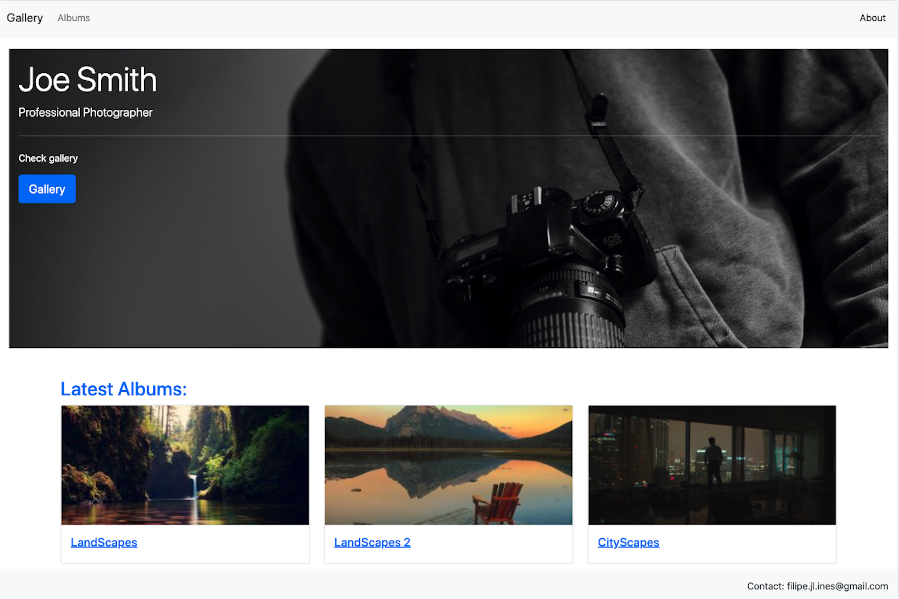 Gallery Albums About
Joe Smith
Professional Photographer
Check gallery
Gallery
Latest Albums:
LandScapes LandScapes 2 CityScapes
Contact: filipe.jl.ines@gmail.com